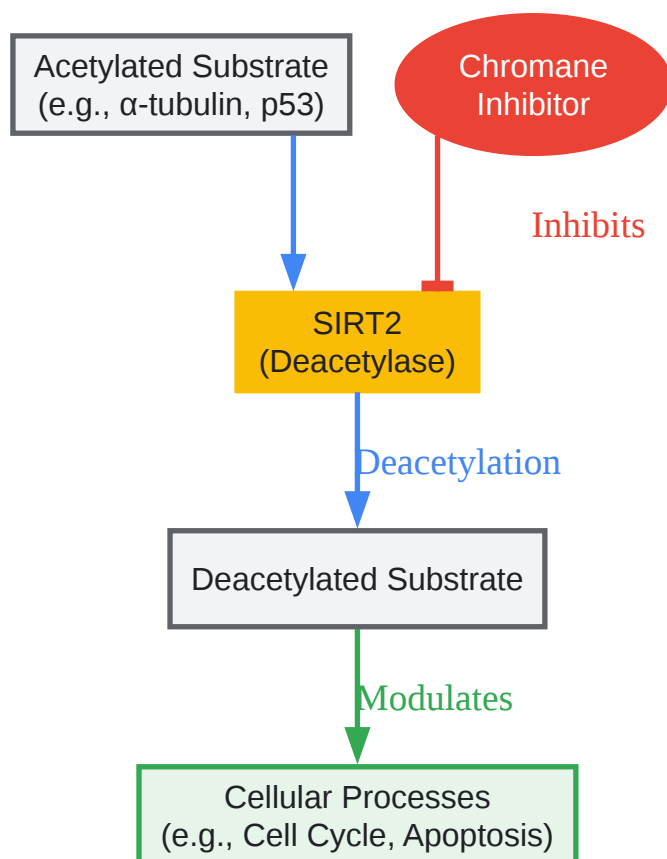 Acetylated Substrate
(e.g., α-tubulin, p53)
Chromane
Inhibitor
Inhibits
SIRT2
(Deacetylase)
Deacetylation
Deacetylated Substrate
Modulates
Cellular Processes
(e.g., Cell Cycle, Apoptosis)